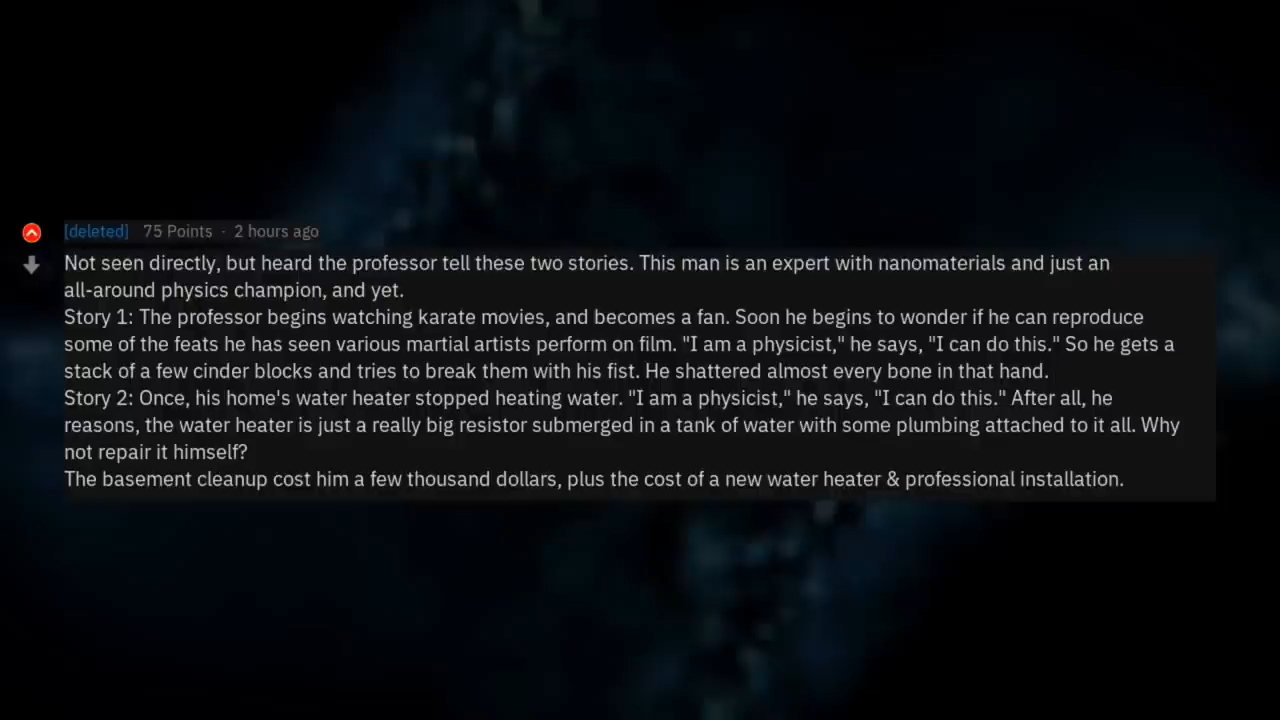 [deleted] 75 Points · 2 hours ago
Not seen directly, but heard the professor tell these two stories. This man is an expert with nanomaterials and just an
all-around physics champion, and yet.
Story 1: The professor begins watching karate movies, and becomes a fan. Soon he begins to wonder if he can reproduce
some of the feats he has seen various martial artists perform on film. "I am a physicist," he says, "I can do this." So he gets a
stack of a few cinder blocks and tries to break them with his fist. He shattered almost every bone in that hand.
Story 2: Once, his home's water heater stopped heating water. "I am a physicist," he says, "I can do this." After all, he
reasons, the water heater is just a really big resistor submerged in a tank of water with some plumbing attached to it all. Why
not repair it himself?
The basement cleanup cost him a few thousand dollars, plus the cost of a new water heater & professional installation.